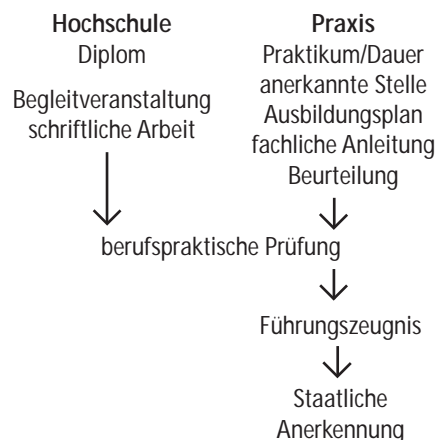 Hochschule
Diplom
Begleitveranstaltung
schriftliche Arbeit
Praxis
Praktikum/Dauer
anerkannte Stelle
Ausbildungsplan
fachliche Anleitung
Beurteilung
berufspraktische Prüfung
Führungszeugnis
Staatliche
Anerkennung